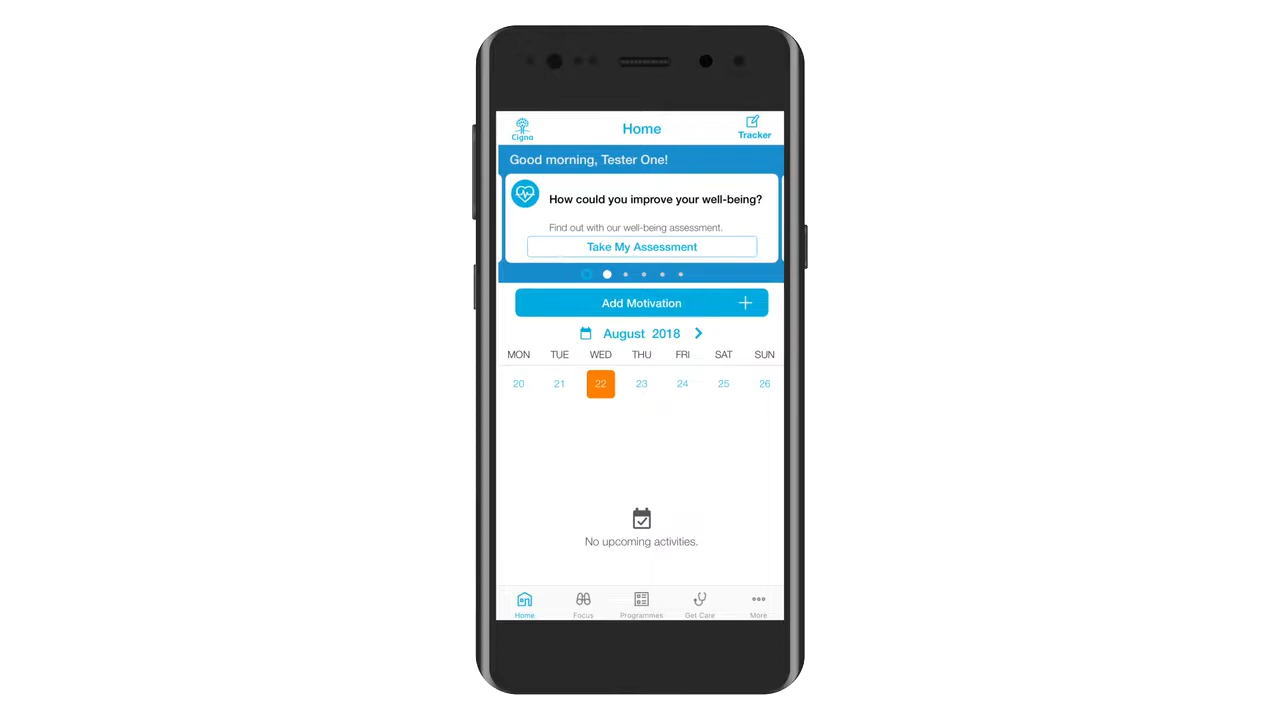 Cigna
Home
Tracker
Good morning, Tester One!
How could you improve your well-being?
Find out with our well-being assessment.
Take My Assessment
Add Motivation
August 2018
MON TUE WED THU FRI SAT SUN
20 21 22 23 24 25 26
No upcoming activities.
Home Focus Programmes Get Care More